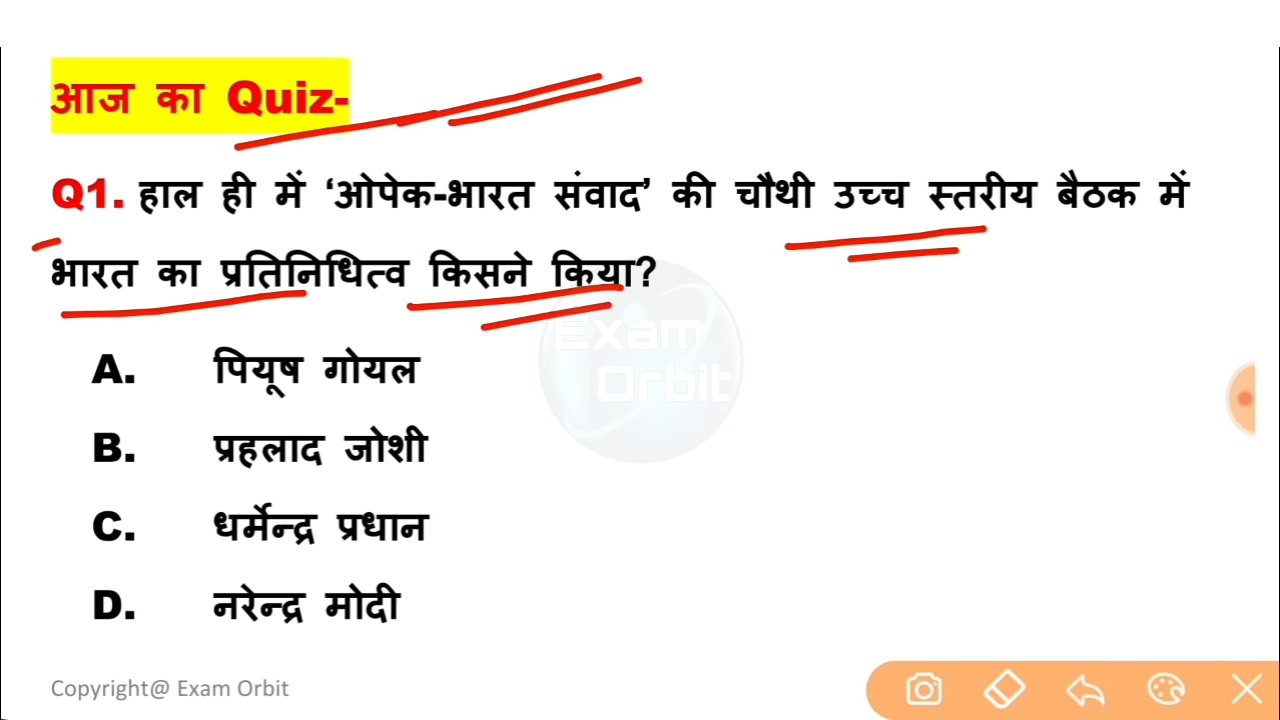 आज का Quiz-
Q1. हाल ही में ‘ओपेक-भारत संवाद’ की चौथी उच्च स्तरीय बैठक में
भारत का प्रतिनिधित्व किसने किया?
Exam
Orbit
A. पियूष गोयल
B. प्रहलाद जोशी
C. धर्मेन्द्र प्रधान
D. नरेन्द्र मोदी
Copyright@ Exam Orbit